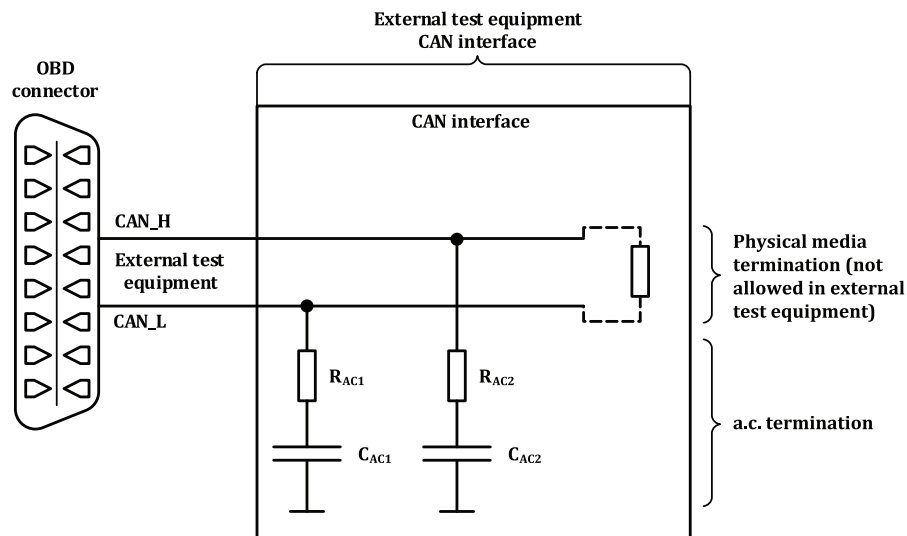 External test equipment
CAN interface
OBD
connector
CAN interface
CAN_H
External test
equipment
CAN_L
Physical media
termination (not
allowed in external
test equipment)
RAC1
RAC2
a.c. termination
CAC1
CAC2